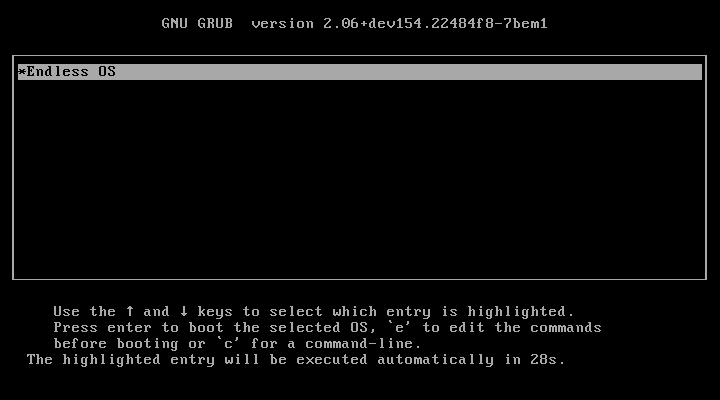 GNU GRUB  version 2.06+dev154.22484f8-7bem1
*Endless OS
Use the ↑ and ↓ keys to select which entry is highlighted.
Press enter to boot the selected OS, `e' to edit the commands
before booting or `c' for a command-line.
The highlighted entry will be executed automatically in 28s.